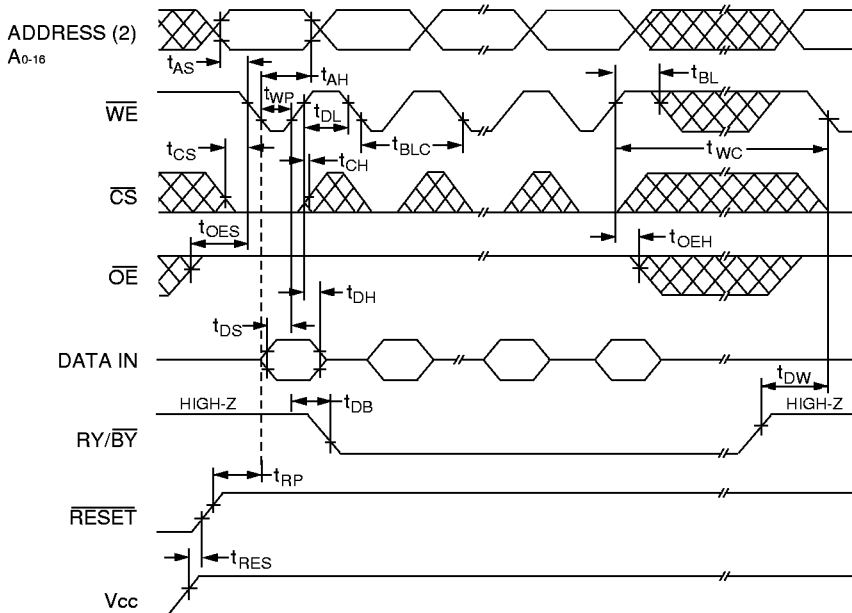 ADDRESS (2)
A0-16
tAS
tAH
tBL
tWP
WE
tDL
tBLC
tWC
tCS
tCH
CS
tOES
tOEH
OE
tDH
tDS
DATA IN
tDW
HIGH-Z
tDB
HIGH-Z
RY/BY
tRP
RESET
tRES
Vcc